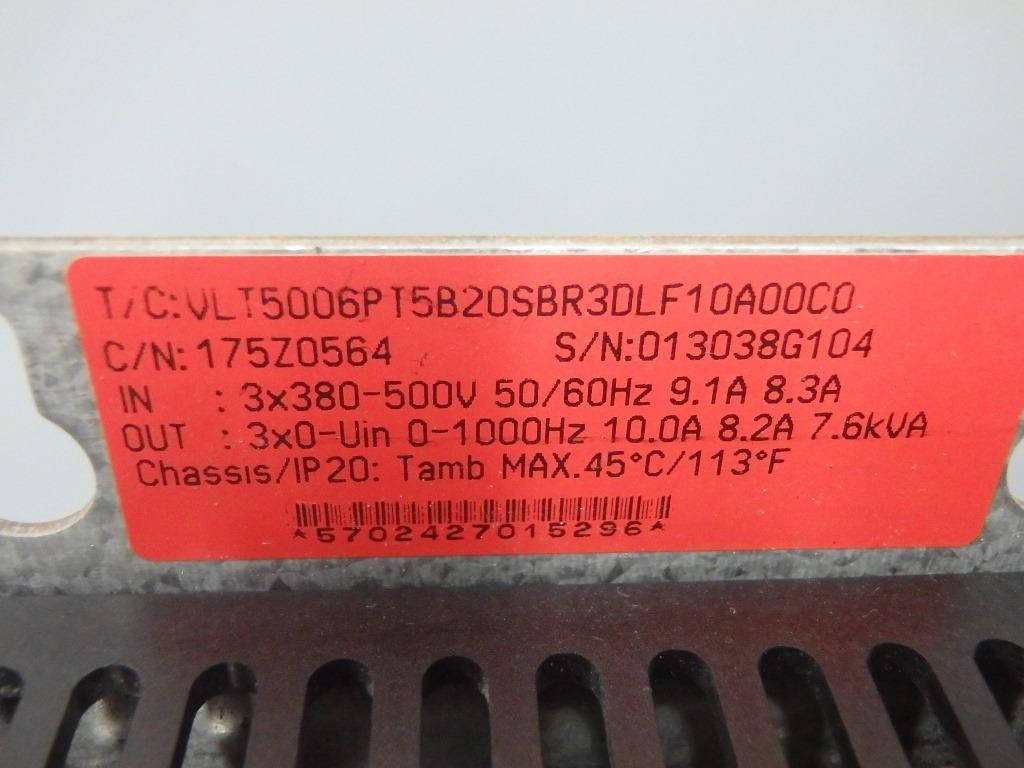 T/C:VLT5006PT5B20SBR3DLF10A00C0
C/N:175Z0564 S/N:013038G104
IN : 3x380-500V 50/60Hz 9.1A 8.3A
OUT : 3x0-Uin 0-1000Hz 10.0A 8.2A 7.6kVA
Chassis/IP20: Tamb MAX.45°C/113°F
*5702427015296*